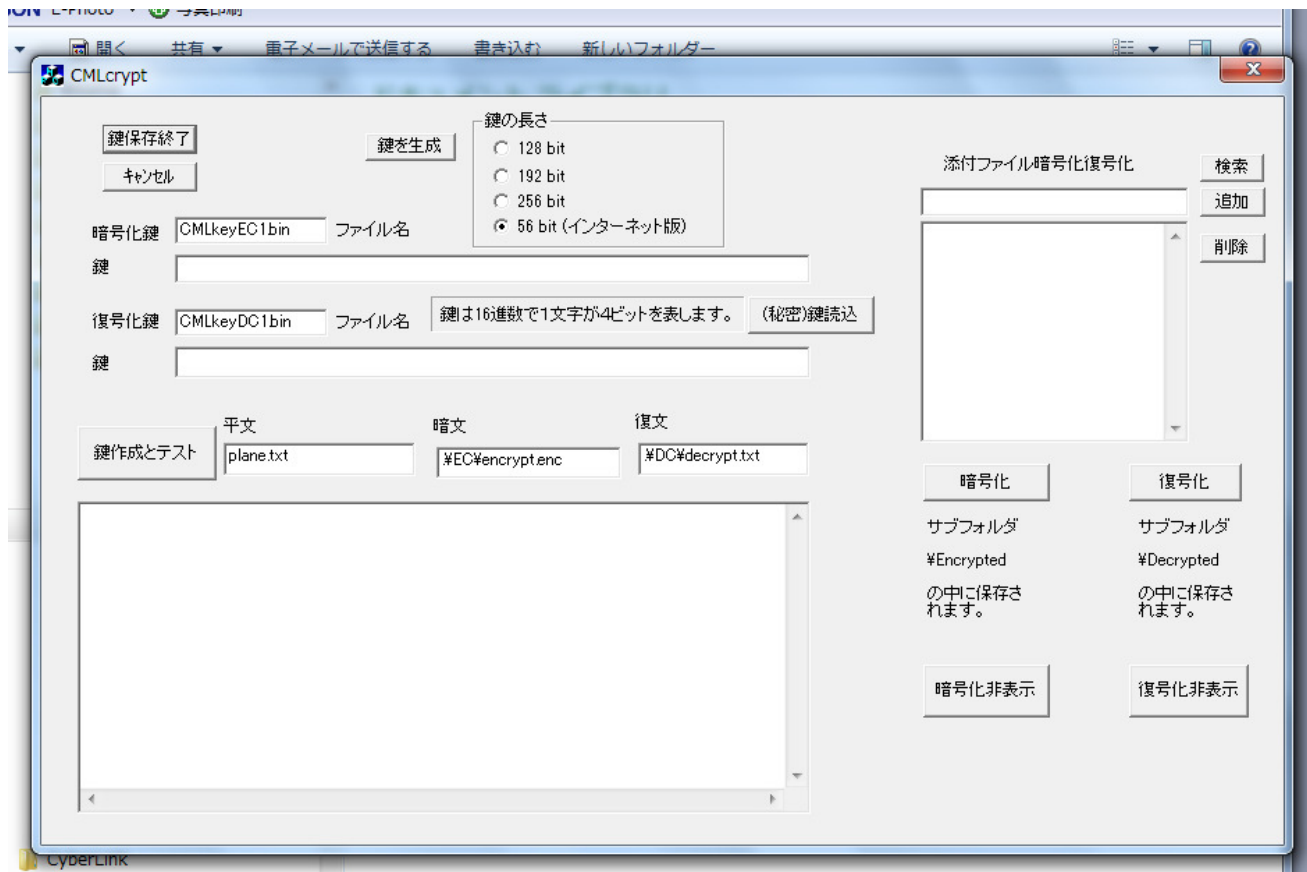 E-Photo
写真印刷
開く 共有 電子メールで送信する 書き込む 新しいフォルダー
CMLcrypt
鍵保存終了
キャンセル
鍵を生成
鍵の長さ
128 bit
192 bit
256 bit
56 bit (インターネット版)
暗号化鍵 CMLkeyEC1.bin ファイル名
鍵
復号化鍵 CMLkeyDC1.bin ファイル名
鍵は16進数で1文字が4ビットを表します。
(秘密)鍵読込
鍵
鍵作成とテスト
平文
plane.txt
暗文
¥EC¥encrypt.enc
復文
¥DC¥decrypt.txt
添付ファイル暗号化復号化
検索
追加
削除
暗号化
サブフォルダ
¥Encrypted
の中に保存さ
れます。
暗号化非表示
復号化
サブフォルダ
¥Decrypted
の中に保存さ
れます。
復号化非表示
CyberLink